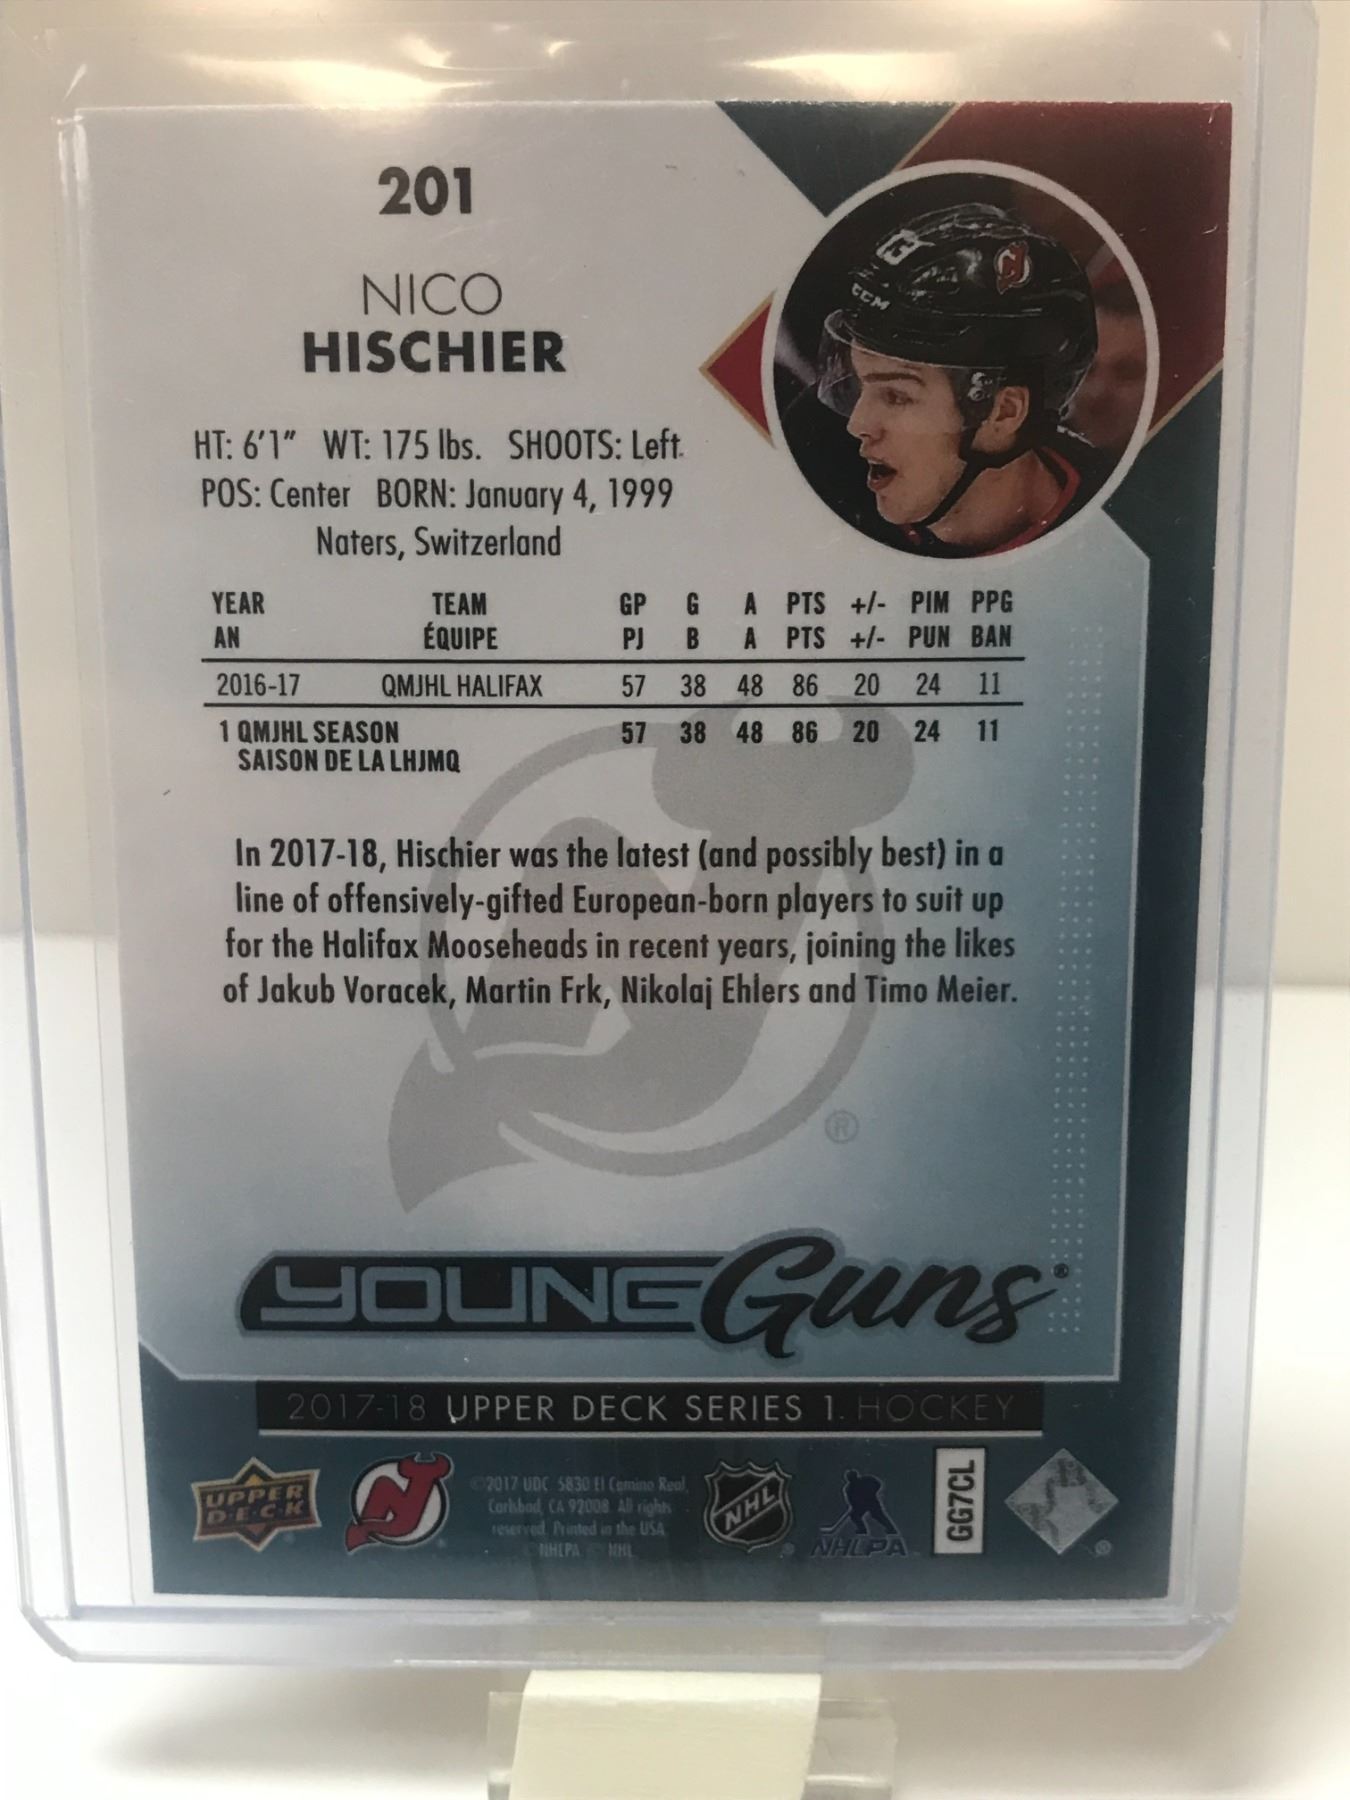 201
NICO
HISCHIER
HT: 6'1" WT: 175 lbs. SHOOTS: Left
POS: Center BORN: January 4, 1999
Naters, Switzerland
YEAR TEAM GP G A PTS +/- PIM PPG
AN ÉQUIPE PJ B A PTS +/- PUN BAN
2016-17 QMJHL HALIFAX 57 38 48 86 20 24 11
1 QMJHL SEASON 57 38 48 86 20 24 11
SAISON DE LA LHJMQ
In 2017-18, Hischier was the latest (and possibly best) in a
line of offensively-gifted European-born players to suit up
for the Halifax Mooseheads in recent years, joining the likes
of Jakub Voracek, Martin Frk, Nikolaj Ehlers and Timo Meier.
®
YOUNG Guns®
2017-18 UPPER DECK SERIES 1 HOCKEY
UPPER
DECK
©2017 UDC 5830 El Camino Real,
Carlsbad, CA 92008. All rights
reserved. Printed in the USA
©NHLPA © NHL
NHL
NHLPA
GG7CL
CCM